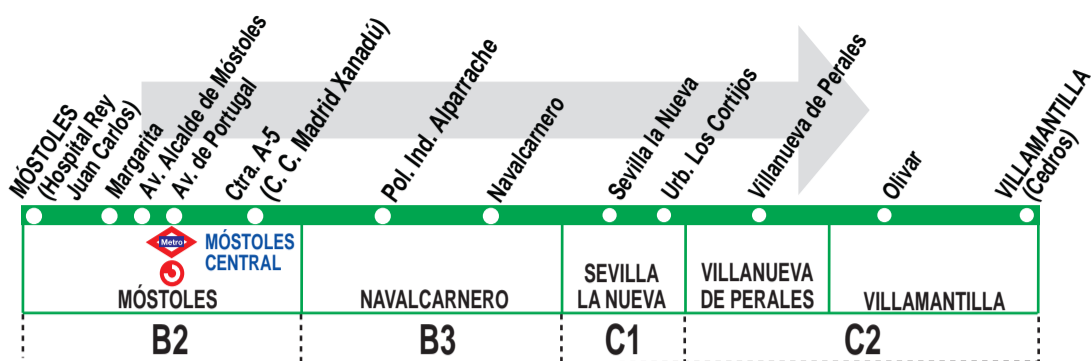 MÓSTOLES
(Hospital Rey
Juan Carlos)
Margarita
Av. Alcalde de Móstoles
Av. de Portugal
Ctra. A-5
(C. C. Madrid Xanadú)
Pol. Ind. Alparrache
Navalcarnero
Sevilla la Nueva
Urb. Los Cortijos
Villanueva de Perales
Olivar
VILLAMANTILLA
(Cedros)
Metro
MÓSTOLES
CENTRAL
MÓSTOLES
NAVALCARNERO
SEVILLA
LA NUEVA
VILLANUEVA
DE PERALES
VILLAMANTILLA
B2
B3
C1
C2